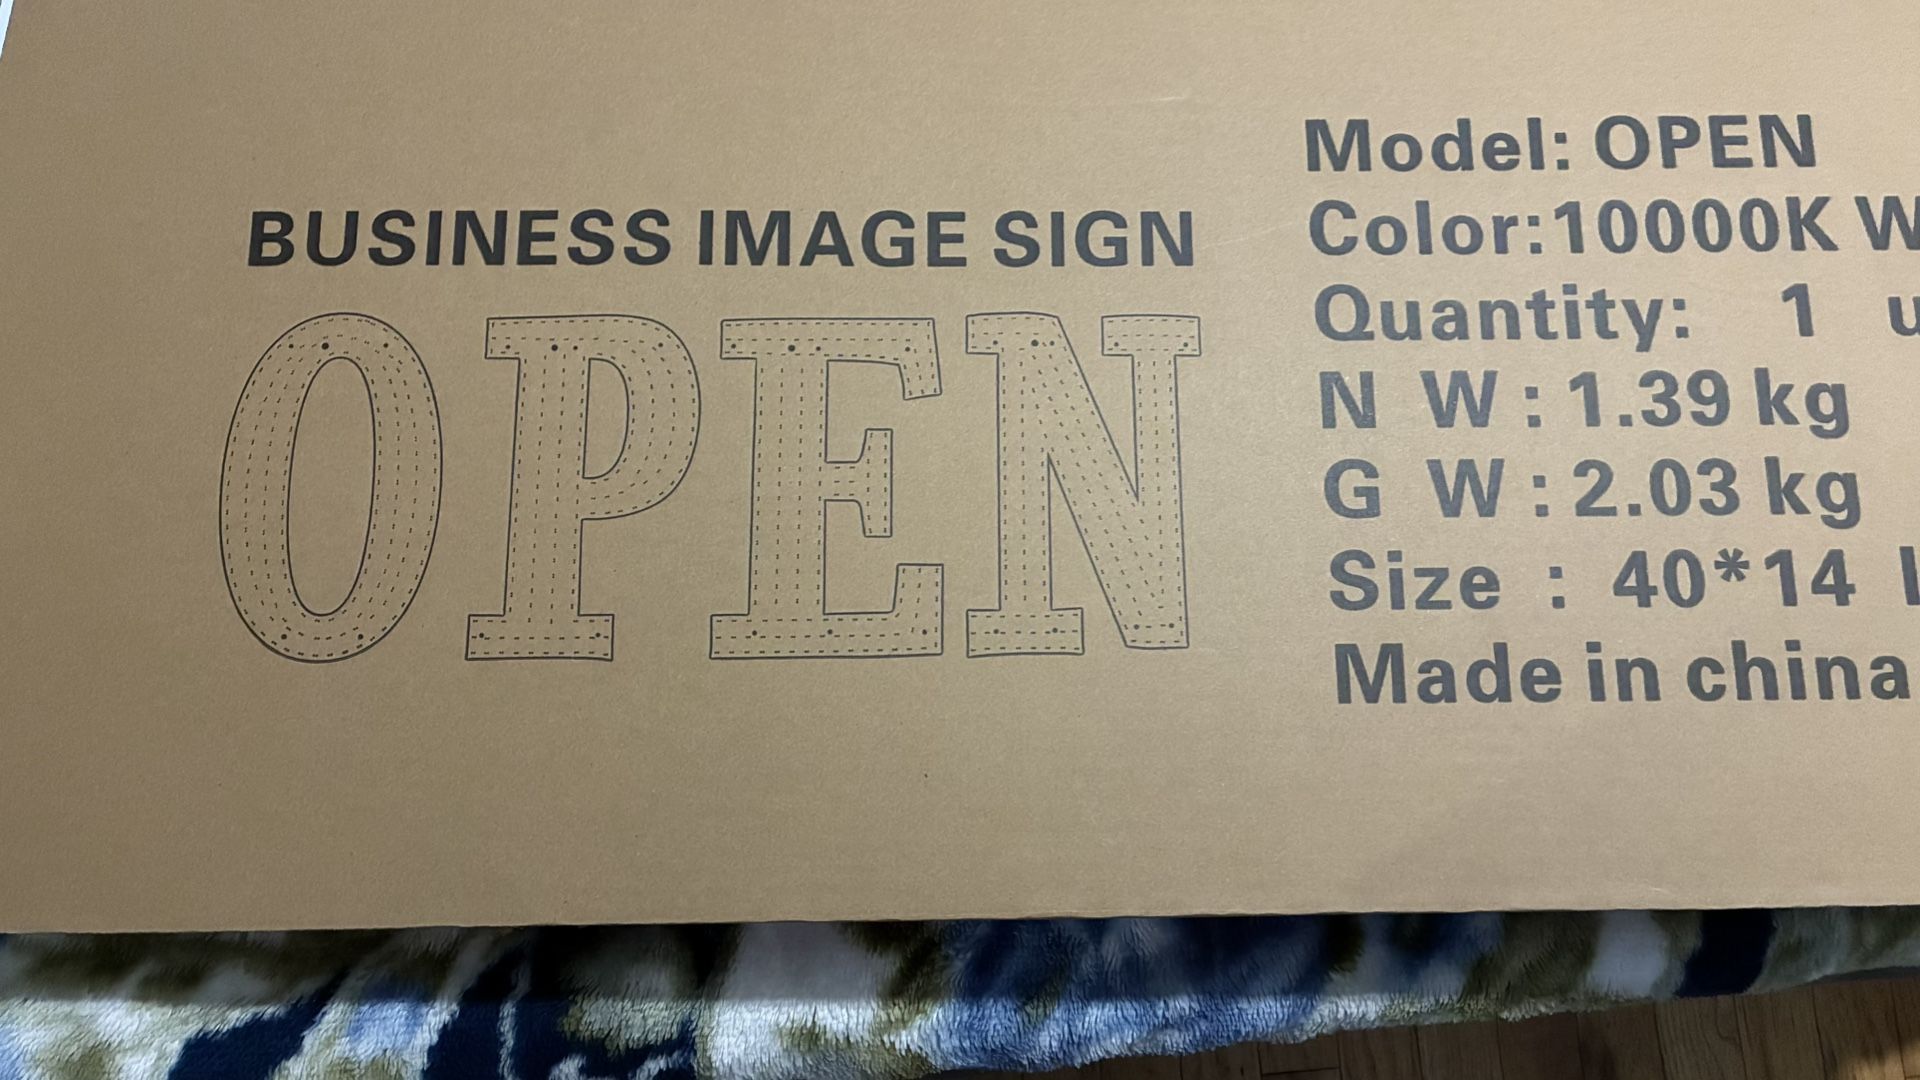 BUSINESS IMAGE SIGN
OPEN
Model: OPEN
Color:10000K
Quantity: 1
N W : 1.39 kg
G W : 2.03 kg
Size : 40*14
Made in china